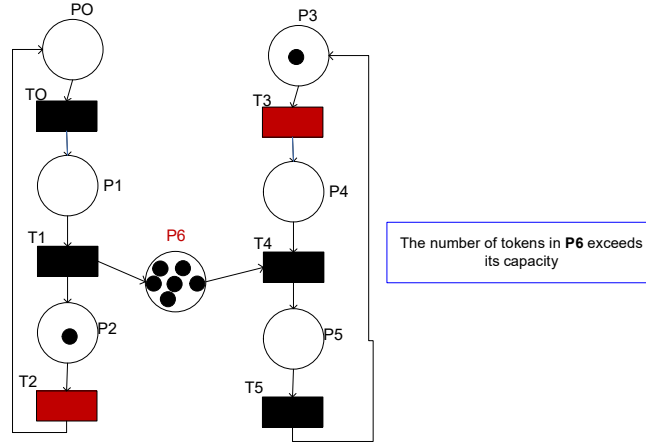 PO
P3
TO
T3
P1
P4
P6
T1
T4
The number of tokens in P6 exceeds
its capacity
P2
P5
T2
T5